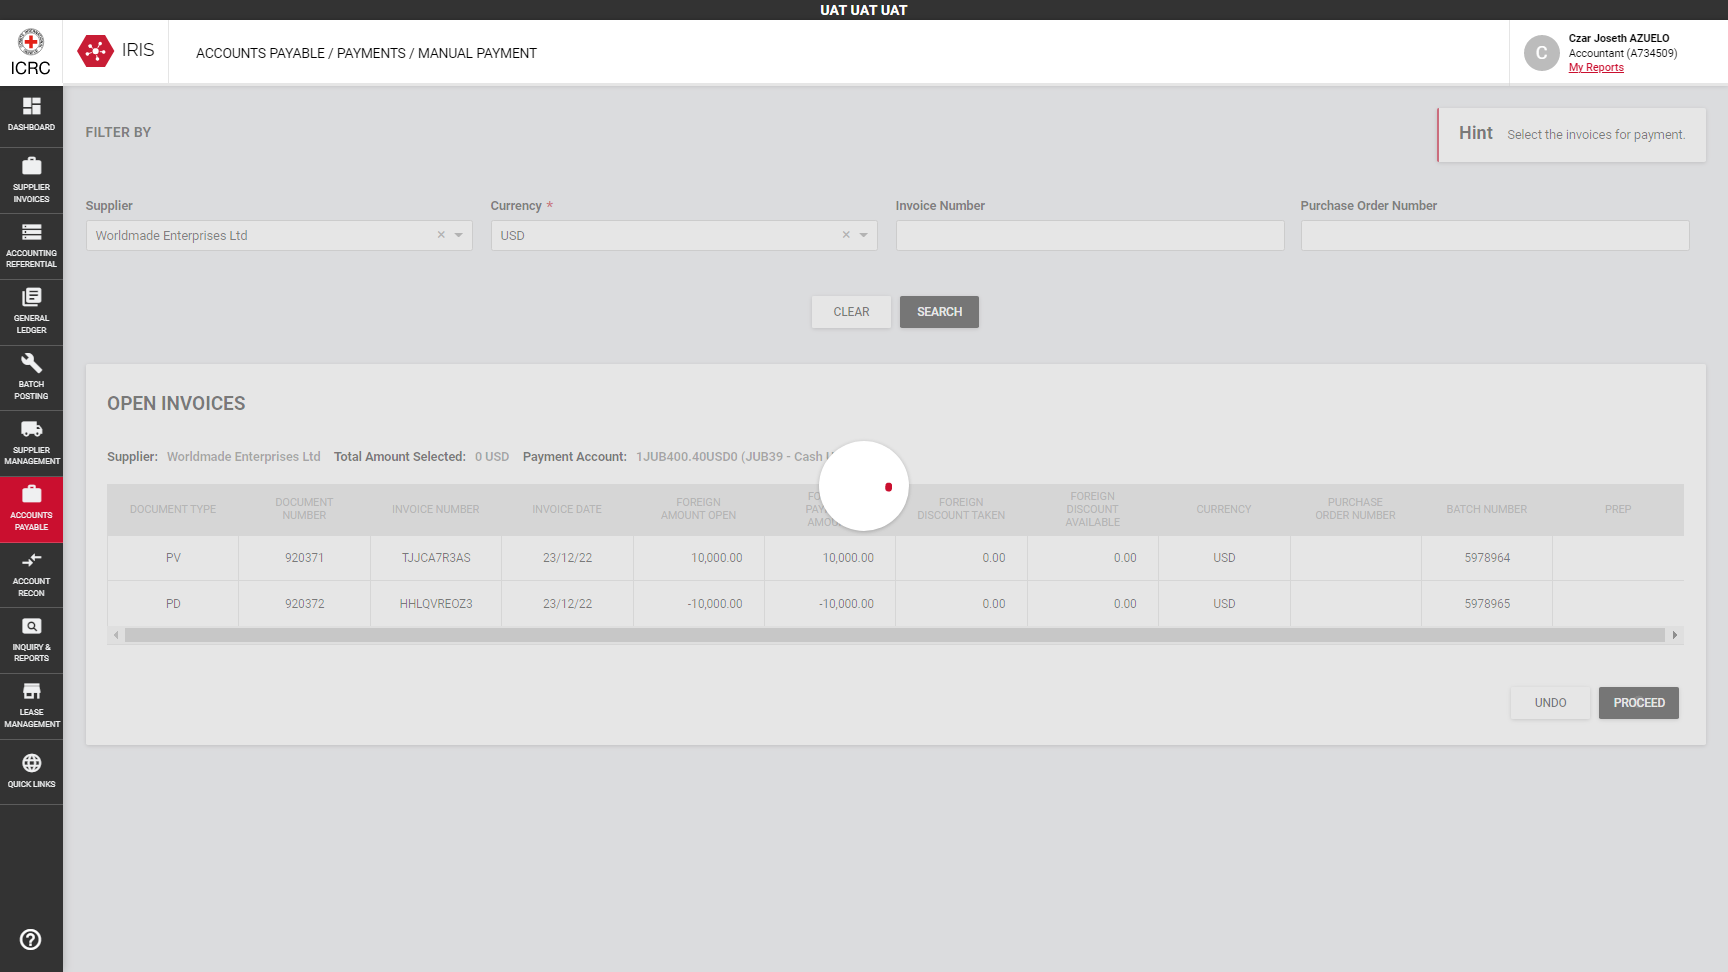 UAT UAT UAT
ICRC
IRIS
ACCOUNTS PAYABLE / PAYMENTS / MANUAL PAYMENT
C
Czar Joseth AZUELO
Accountant (A734509)
My Reports
DASHBOARD
SUPPLIER
INVOICES
ACCOUNTING
REFERENTIAL
GENERAL
LEDGER
BATCH
POSTING
SUPPLIER
MANAGEMENT
ACCOUNTS
PAYABLE
ACCOUNT
RECON
INQUIRY &
REPORTS
LEASE
MANAGEMENT
QUICK LINKS
FILTER BY
Hint Select the invoices for payment.
Supplier Currency * Invoice Number Purchase Order Number
Worldmade Enterprises Ltd × USD ×
CLEAR SEARCH
OPEN INVOICES
Supplier: Worldmade Enterprises Ltd Total Amount Selected: 0 USD Payment Account: 1JUB400.40USD0 (JUB39 - Cash
DOCUMENT TYPE DOCUMENT NUMBER INVOICE NUMBER INVOICE DATE FOREIGN AMOUNT OPEN FOREIGN DISCOUNT TAKEN FOREIGN DISCOUNT AVAILABLE CURRENCY PURCHASE ORDER NUMBER BATCH NUMBER PREP
PV 920371 TJJCA7R3AS 23/12/22 10,000.00 10,000.00 0.00 0.00 USD 5978964
PD 920372 HHLQVREOZ3 23/12/22 -10,000.00 -10,000.00 0.00 0.00 USD 5978965
UNDO PROCEED